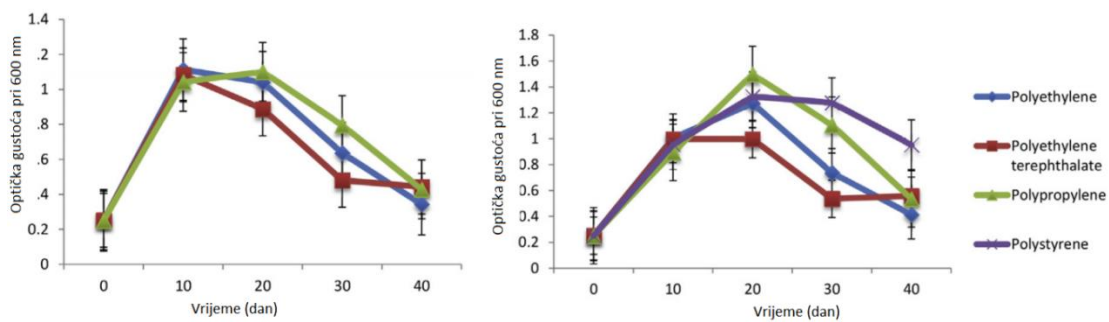 Optička gustoća pri 600 nm
1.4
.2
1
.8
.6
.4
0.2
0
0 10 20 30 40
Vrijeme (dan)
Optička gustoća pri 600 nm
1.8
1.6
1.4
1.2
1
0.8
0.6
0.4
0.2
0
0 10 20 30 40
Vrijeme (dan)
Polyethylene
Polyethylene
terephthalate
Polypropylene
Polystyrene